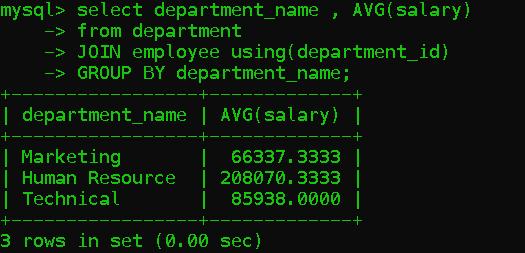 mysql> select department_name , AVG(salary)
    -> from department
    -> JOIN employee using(department_id)
    -> GROUP BY department_name;
+-----------------+-------------+
| department_name | AVG(salary) |
+-----------------+-------------+
| Marketing       |  66337.3333 |
| Human Resource  | 208070.3333 |
| Technical       |  85938.0000 |
+-----------------+-------------+
3 rows in set (0.00 sec)